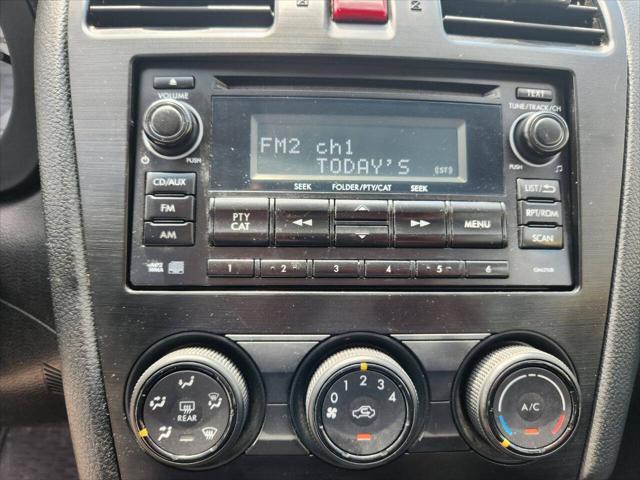 VOLUME
TEXT
TUNE/TRACK/CH
FM2 ch1
TODAY'S (ST)
PUSH
PUSH
CD/AUX
FM
AM
SEEK FOLDER/PTY/CAT SEEK
LIST/
RPT/RDM
SCAN
PTY
CAT
MENU
1 2 3 4 5 6
MP3
WMA
REAR
0 1 2 3 4
A/C